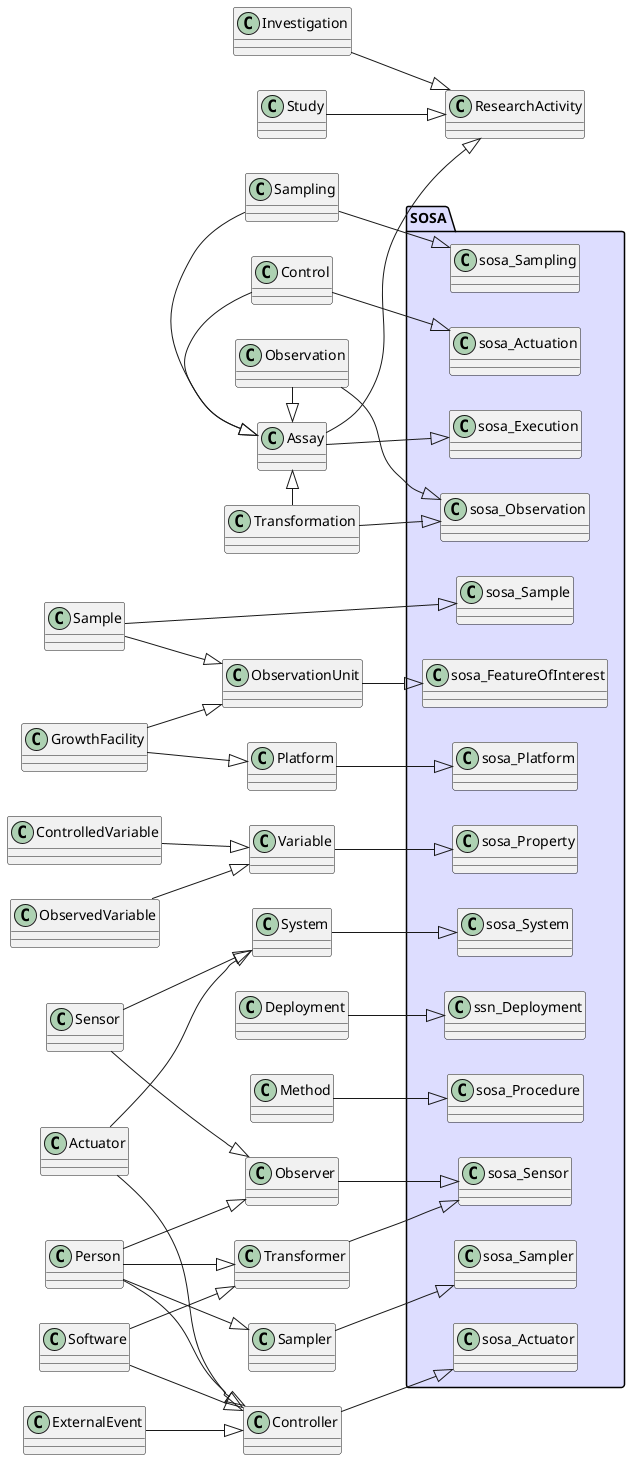 C Investigation
C Study
C ResearchActivity
C Sampling
SOSA
C sosa_Sampling
C Control
C sosa_Actuation
C Observation
C Assay
C sosa_Execution
C Transformation
C sosa_Observation
C Sample
C sosa_Sample
C ObservationUnit
C sosa_FeatureOfInterest
C GrowthFacility
C Platform
C sosa_Platform
C ControlledVariable
C Variable
C sosa_Property
C ObservedVariable
C System
C sosa_System
C Sensor
C Deployment
C ssn_Deployment
C Method
C sosa_Procedure
C Actuator
C Observer
C sosa_Sensor
C Person
C Transformer
C sosa_Sampler
C Software
C Sampler
C sosa_Actuator
C ExternalEvent
C Controller